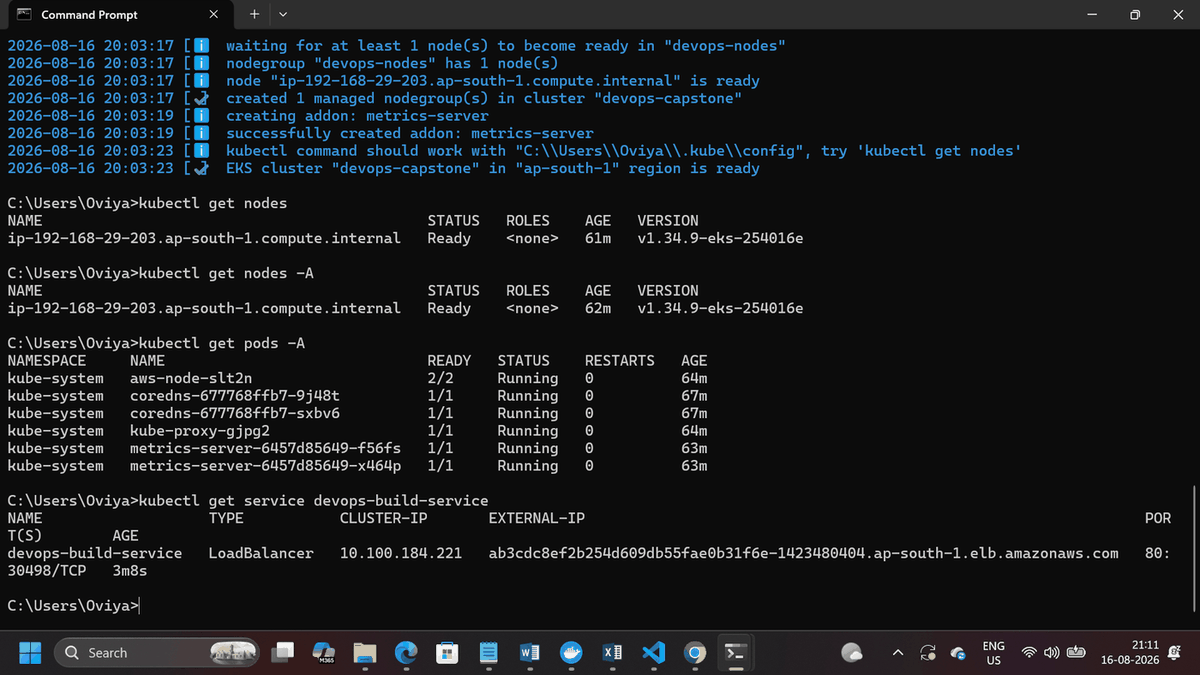 Command Prompt
2026-08-16 20:03:17 [i]  waiting for at least 1 node(s) to become ready in "devops-nodes"
2026-08-16 20:03:17 [i]  nodegroup "devops-nodes" has 1 node(s)
2026-08-16 20:03:17 [i]  node "ip-192-168-29-203.ap-south-1.compute.internal" is ready
2026-08-16 20:03:17 [✔]  created 1 managed nodegroup(s) in cluster "devops-capstone"
2026-08-16 20:03:19 [i]  creating addon: metrics-server
2026-08-16 20:03:19 [i]  successfully created addon: metrics-server
2026-08-16 20:03:23 [i]  kubectl command should work with "C:\\Users\\Oviya\\.kube\\config", try 'kubectl get nodes'
2026-08-16 20:03:23 [✔]  EKS cluster "devops-capstone" in "ap-south-1" region is ready
C:\Users\Oviya>kubectl get nodes
NAME                                            STATUS   ROLES    AGE   VERSION
ip-192-168-29-203.ap-south-1.compute.internal   Ready    <none>   61m   v1.34.9-eks-254016e
C:\Users\Oviya>kubectl get nodes -A
NAME                                            STATUS   ROLES    AGE   VERSION
ip-192-168-29-203.ap-south-1.compute.internal   Ready    <none>   62m   v1.34.9-eks-254016e
C:\Users\Oviya>kubectl get pods -A
NAMESPACE     NAME                              READY   STATUS    RESTARTS   AGE
kube-system   aws-node-slt2n                    2/2     Running   0          64m
kube-system   coredns-677768ffb7-9j48t          1/1     Running   0          67m
kube-system   coredns-677768ffb7-sxbv6          1/1     Running   0          67m
kube-system   kube-proxy-gjpg2                  1/1     Running   0          64m
kube-system   metrics-server-6457d85649-f56fs   1/1     Running   0          63m
kube-system   metrics-server-6457d85649-x464p   1/1     Running   0          63m
C:\Users\Oviya>kubectl get service devops-build-service
NAME                   TYPE           CLUSTER-IP       EXTERNAL-IP                                                                POR
T(S)        AGE
devops-build-service   LoadBalancer   10.100.184.221   ab3cdc8ef2b254d609db55fae0b31f6e-1423480404.ap-south-1.elb.amazonaws.com   80:
30498/TCP   3m8s
C:\Users\Oviya>
Search
M365
ENG
US
21:11
16-08-2026